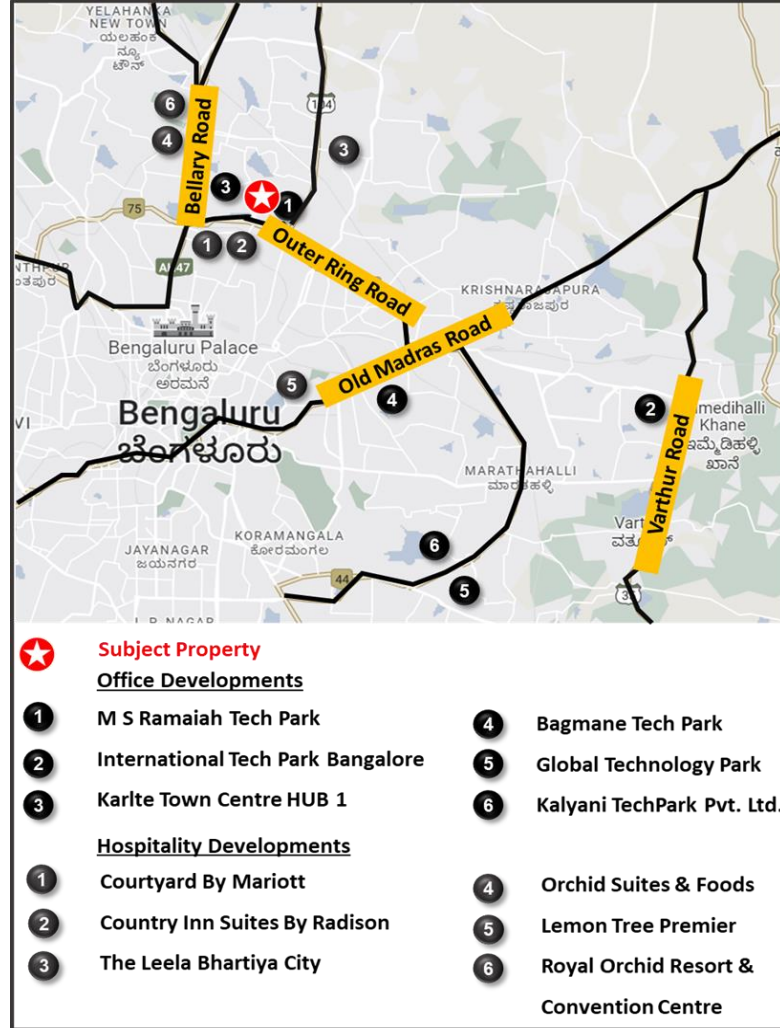 YELAHANKA
NEW TOWN
ಯಲಹಂಕ
ನ್ಯೂ
ಟೌನ್
6
4
Bellary Road
104
3
3
75
1
1
2
Outer Ring Road
KRISHNARAJAPURA
AH47
Bengaluru Palace
ಬೆಂಗಳೂರು
ಅರಮನೆ
Old Madras Road
5
4
Bengaluru
ಬೆಂಗಳೂರು
2
Khane
ಇಮ್ಮೆಡಿಹಳ್ಳಿ
ಖಾನೆ
Varthur Road
MARATHAHALLI
JAYANAGAR
ಜಯನಗರ
KORAMANGALA
ಕೋರಮಂಗಲ
6
44
5
Subject Property
Office Developments
1 M S Ramaiah Tech Park
2 International Tech Park Bangalore
3 Karlte Town Centre HUB 1
4 Bagmane Tech Park
5 Global Technology Park
6 Kalyani TechPark Pvt. Ltd.
Hospitality Developments
1 Courtyard By Mariott
2 Country Inn Suites By Radison
3 The Leela Bhartiya City
4 Orchid Suites & Foods
5 Lemon Tree Premier
6 Royal Orchid Resort &
Convention Centre